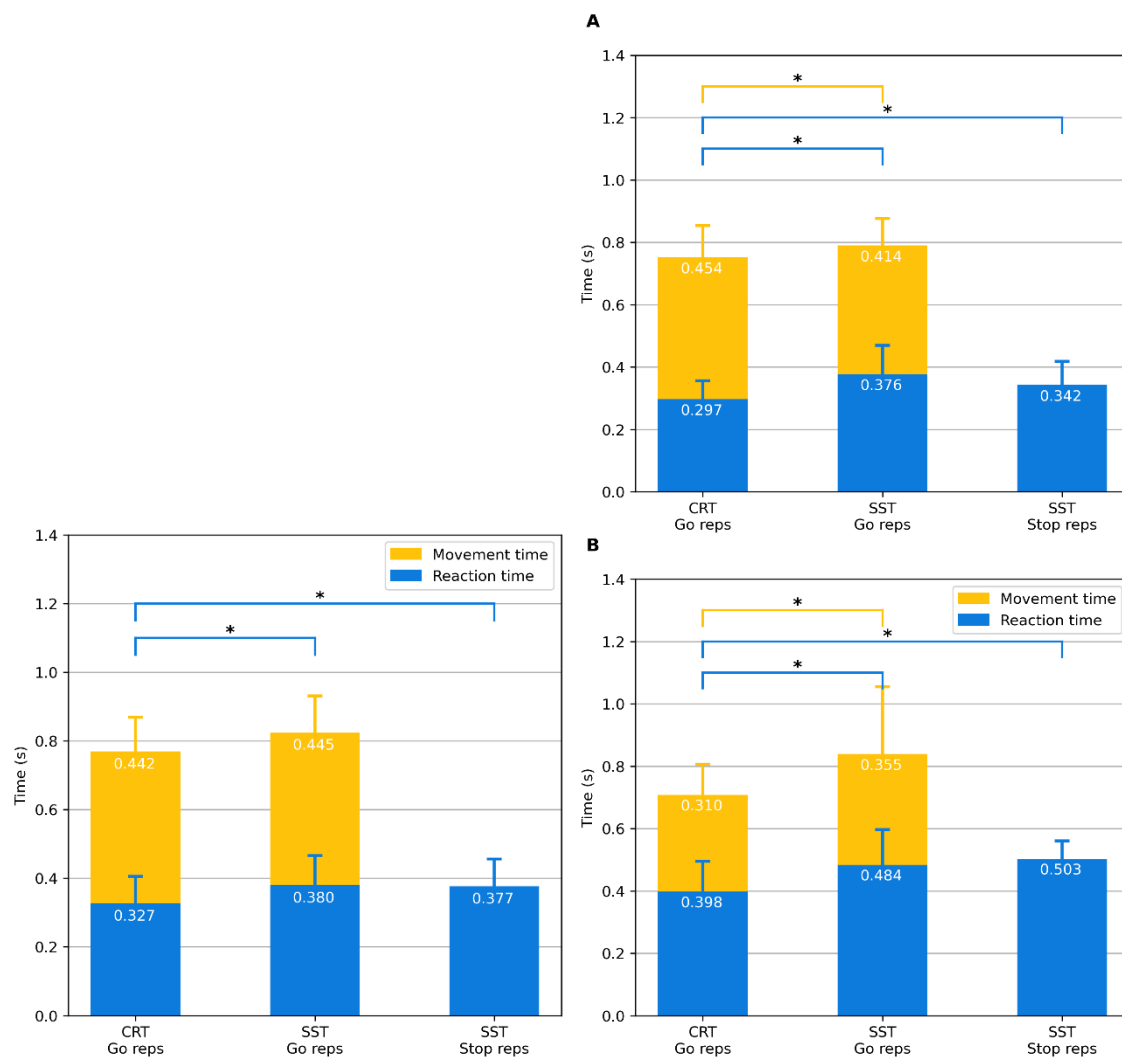 A
1.4
1.2
1.0
0.8
0.6
0.4
0.2
0.0
Time (s)
*
*
*
0.454
0.414
0.297
0.376
0.342
CRT
Go reps
SST
Go reps
SST
Stop reps
1.4
1.2
1.0
0.8
0.6
0.4
0.2
0.0
Time (s)
Movement time
Reaction time
*
*
0.442
0.445
0.327
0.380
0.377
CRT
Go reps
SST
Go reps
SST
Stop reps
B
1.4
1.2
1.0
0.8
0.6
0.4
0.2
0.0
Time (s)
Movement time
Reaction time
*
*
*
0.310
0.355
0.398
0.484
0.503
CRT
Go reps
SST
Go reps
SST
Stop reps